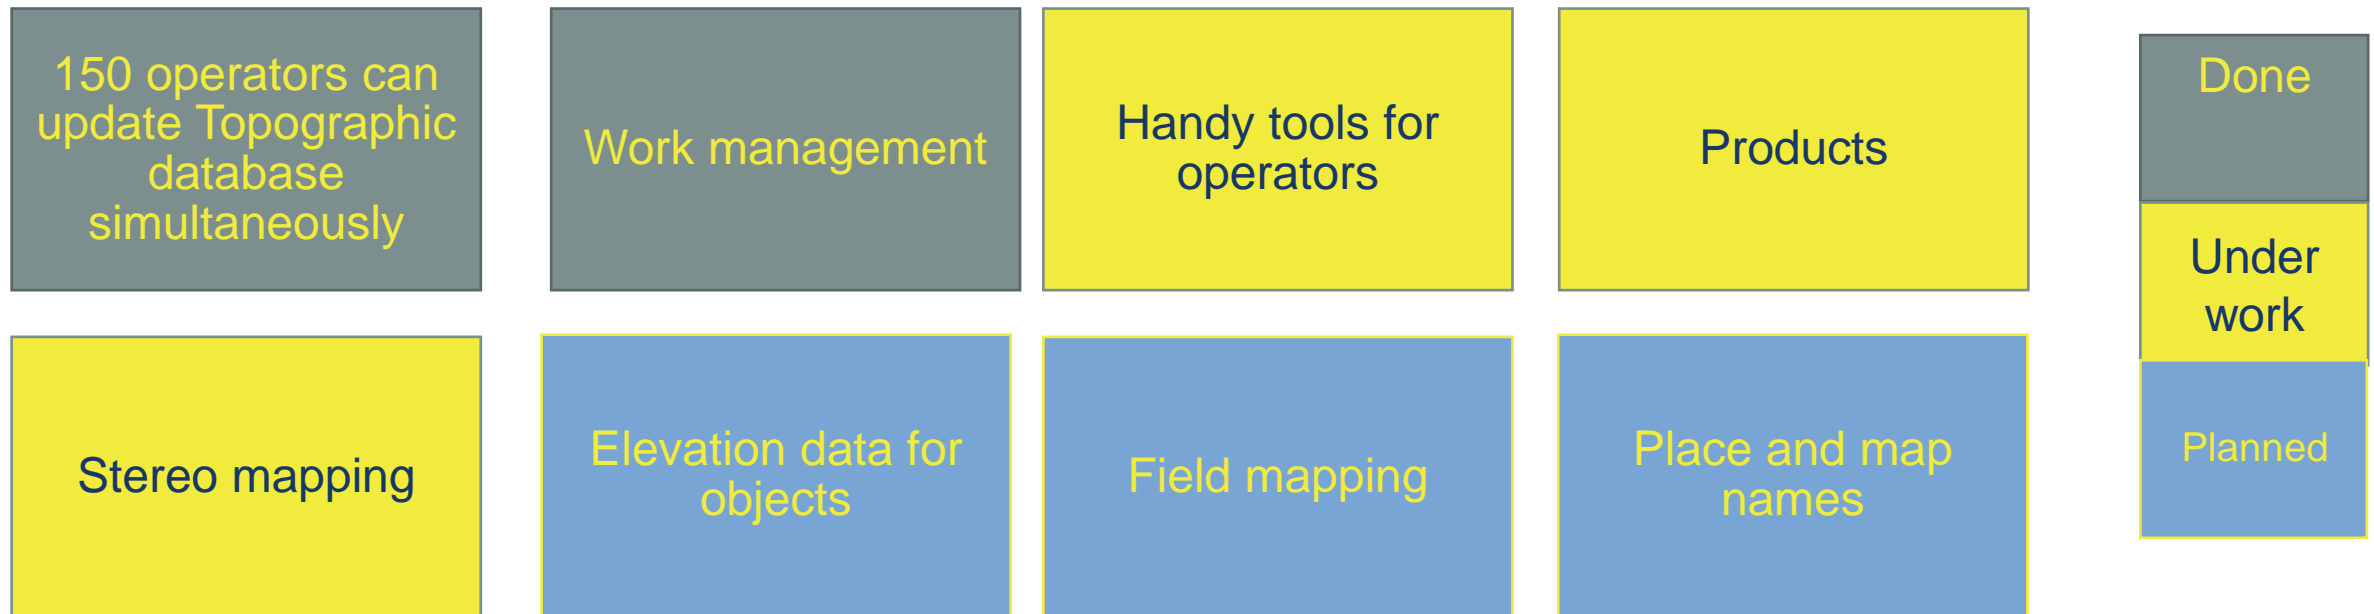 150 operators can
update Topographic
database
simultaneously
Work management
Handy tools for
operators
Products
Done
Under
work
Planned
Stereo mapping
Elevation data for
objects
Field mapping
Place and map
names